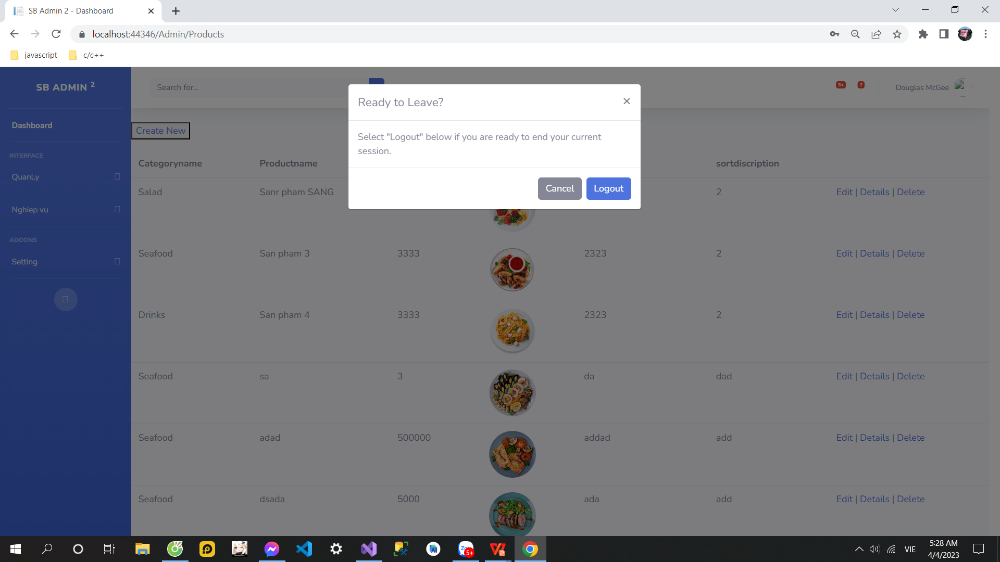 SB Admin 2 - Dashboard
localhost:44346/Admin/Products
javascript
c/c++
SB ADMIN 2
Search for...
3+
7
Douglas McGee
Dashboard
INTERFACE
QuanLy
Nghiep vu
ADDONS
Setting
Ready to Leave?
×
Select "Logout" below if you are ready to end your current
session.
Cancel
Logout
Create New
Categoryname Productname sortdiscription
Salad Sanr pham SANG 2 Edit | Details | Delete
Seafood San pham 3 3333 2323 2 Edit | Details | Delete
Drinks San pham 4 3333 2323 2 Edit | Details | Delete
Seafood sa 3 da dad Edit | Details | Delete
Seafood adad 500000 addad add Edit | Details | Delete
Seafood dsada 5000 ada add Edit | Details | Delete
5+
VIE
5:28 AM
4/4/2023